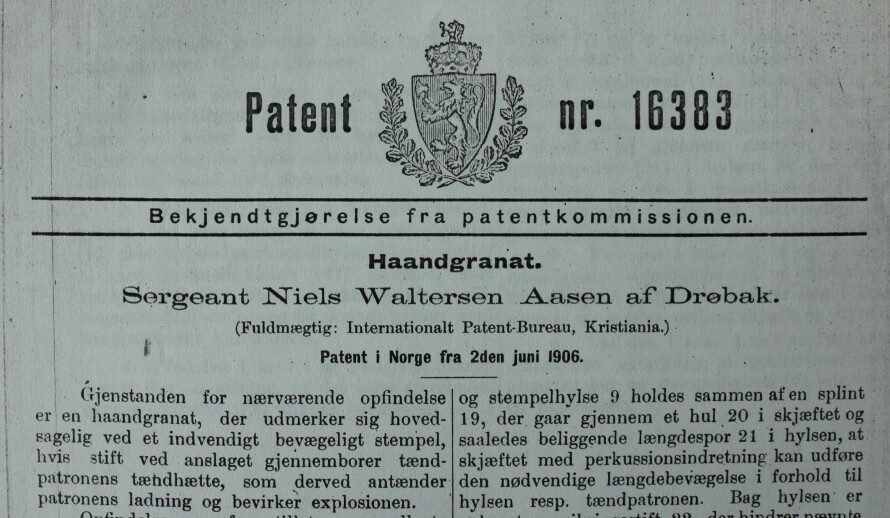 Patent nr. 16383
Bekjendtgjørelse fra patentkommissionen.
Haandgranat.
Sergeant Niels Waltersen Aasen af Drøbak.
(Fuldmægtig: Internationalt Patent-Bureau, Kristiania.)
Patent i Norge fra 2den juni 1906.
Gjenstanden for nærværende opfindelse
er en haandgranat, der udmerker sig hoved-
sagelig ved et indvendigt bevægeligt stempel,
hvis stift ved anslaget gjennemborer tænd-
patronens tæhdhætte, som derved antænder
patronens ladning og bevirker explosionen.
og stempelhylse 9 holdes sammen af en splint
19, der gaar gjennem et hul 20 i skjæftet og
saaledes beliggende længdespor 21 i hylsen, at
skjæftet med perkussionsindretning kan udføre
den nødvendige længdebevægelse i forhold til
hylsen resp. tændpatronen. Bag hylsen er